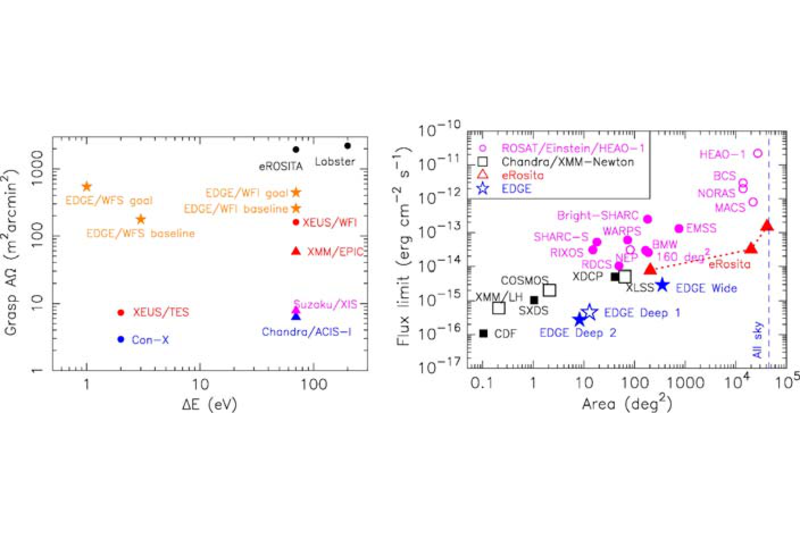 Grasp AΩ (m²arcmin²)
1000
100
10
1
eROSITA
Lobster
EDGE/WFS goal
EDGE/WFI goal
EDGE/WFI baseline
EDGE/WFS baseline
XEUS/WFI
XMM/EPIC
Suzaku/XIS
XEUS/TES
Chandra/ACIS-I
Con-X
1
10
100
ΔE (eV)
Flux limit (erg cm⁻² s⁻¹)
10⁻¹⁰
10⁻¹¹
10⁻¹²
10⁻¹³
10⁻¹⁴
10⁻¹⁵
10⁻¹⁶
10⁻¹⁷
ROSAT/Einstein/HEAO-1
Chandra/XMM-Newton
eRosita
EDGE
HEAO-1
BCS
NORAS
MACS
Bright-SHARC
EMSS
WARPS
SHARC-S
BMW
RIXOS
NEP
160 deg²
RDCS
eRosita
XDCP
COSMOS
XLSS
EDGE Wide
XMM/LH
SXDS
EDGE Deep 1
CDF
EDGE Deep 2
All sky
0.1
1
10
100
1000
10⁴
10⁵
Area (deg²)